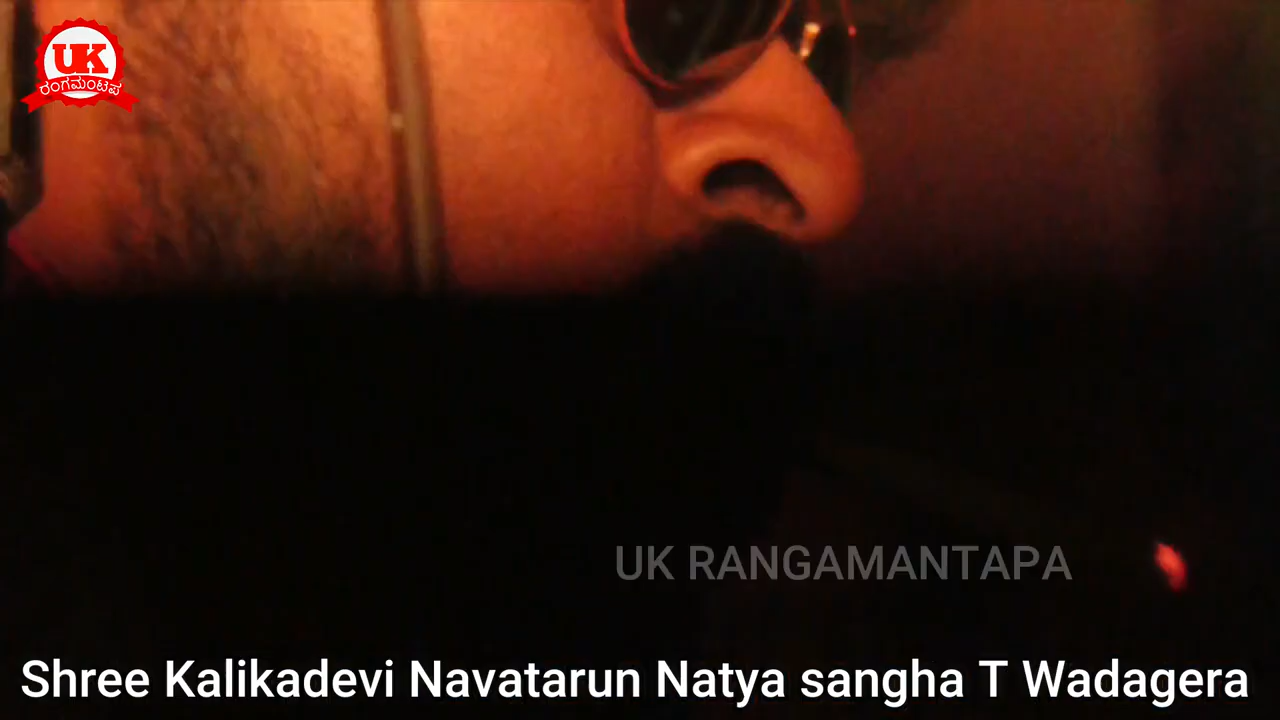 UK
ರಂಗಮಂಟಪ
UK RANGAMANTAPA
Shree Kalikadevi Navatarun Natya sangha T Wadagera